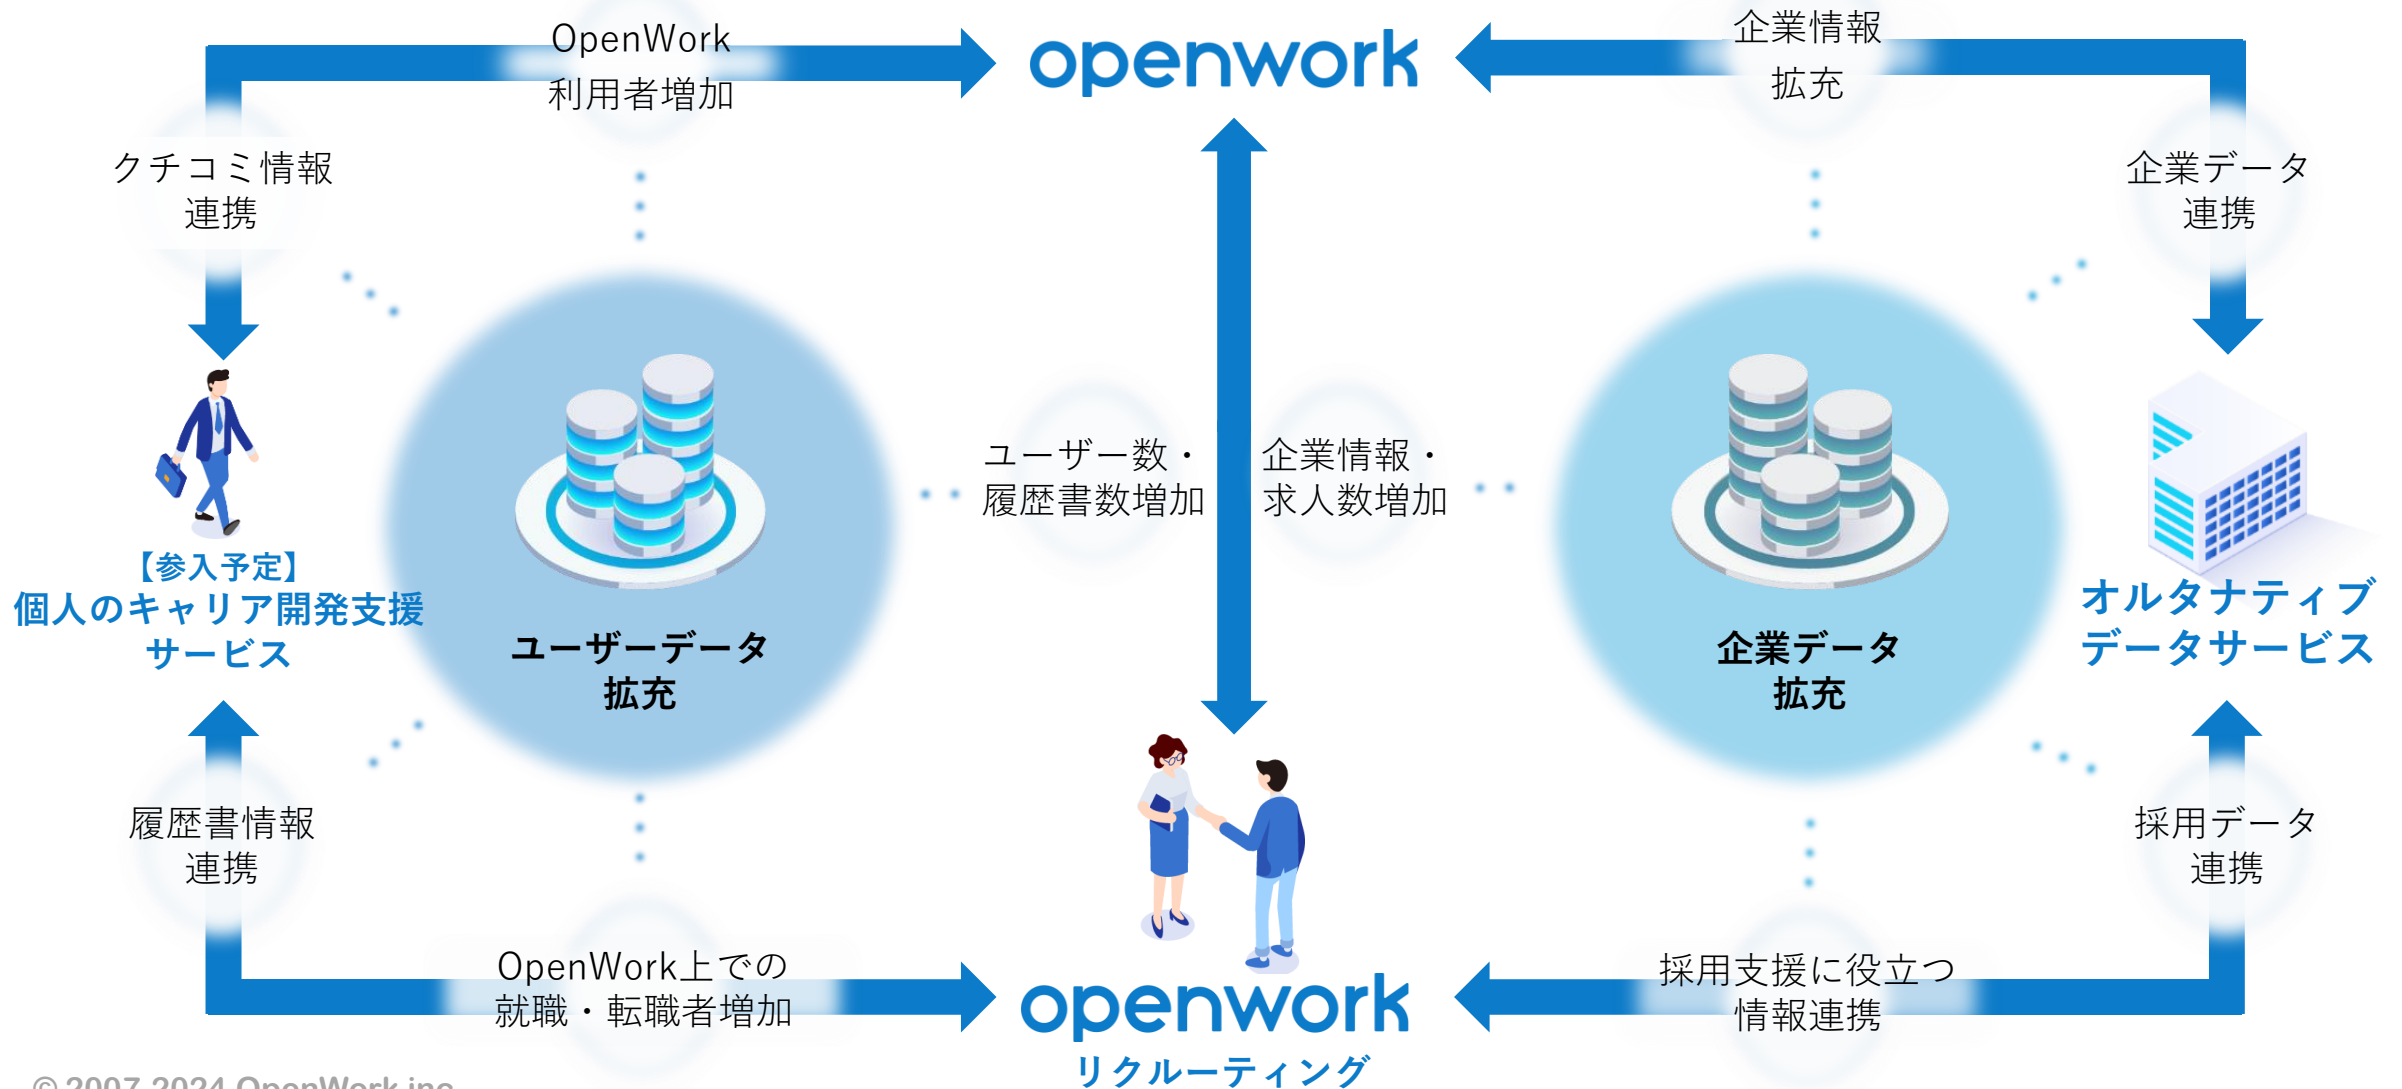 OpenWork
利用者増加
openwork
企業情報
拡充
クチコミ情報
連携
企業データ
連携
ユーザー数・
履歴書数増加
企業情報・
求人数増加
【参入予定】
個人のキャリア開発支援
サービス
ユーザーデータ
拡充
企業データ
拡充
オルタナティブ
データサービス
履歴書情報
連携
採用データ
連携
OpenWork上での
就職・転職者増加
採用支援に役立つ
情報連携
openwork
リクルーティング
© 2007-2024 OpenWork inc